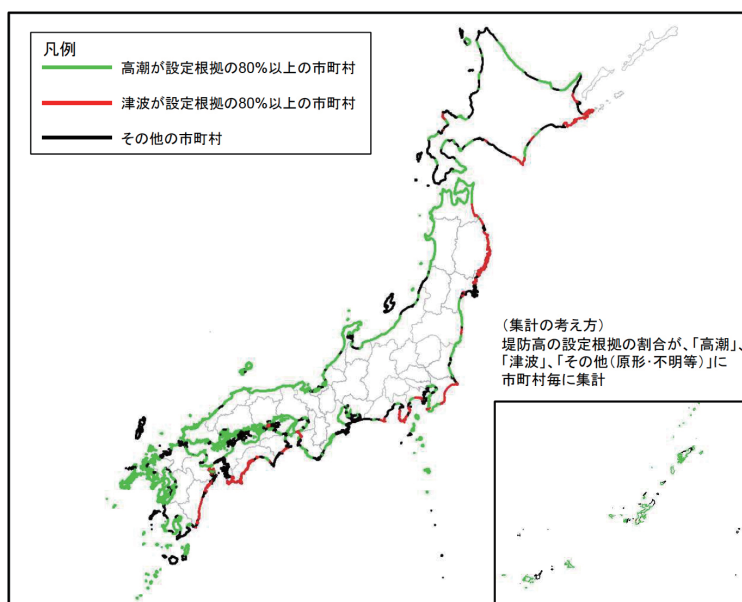 凡例
高潮が設定根拠の80%以上の市町村
津波が設定根拠の80%以上の市町村
その他の市町村
（集計の考え方）
堤防高の設定根拠の割合が、「高潮」、
「津波」、「その他（原形・不明等）」に
市町村毎に集計